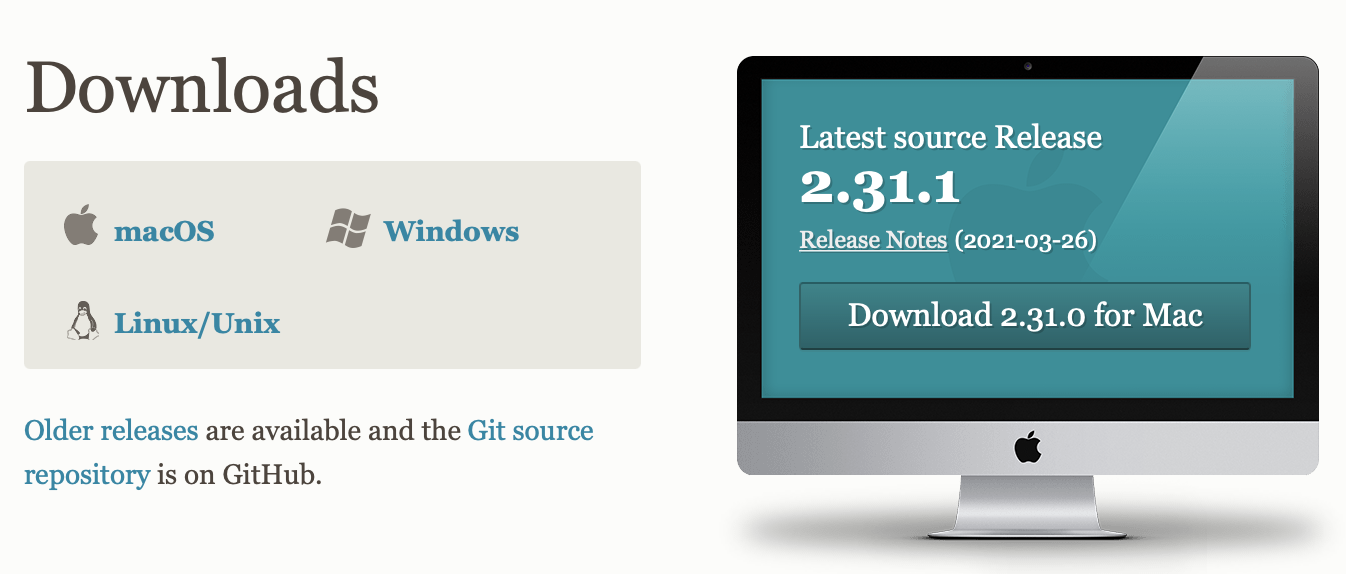 Downloads
macOS
Windows
Linux/Unix
Older releases are available and the Git source
repository is on GitHub.
Latest source Release
2.31.1
Release Notes (2021-03-26)
Download 2.31.0 for Mac